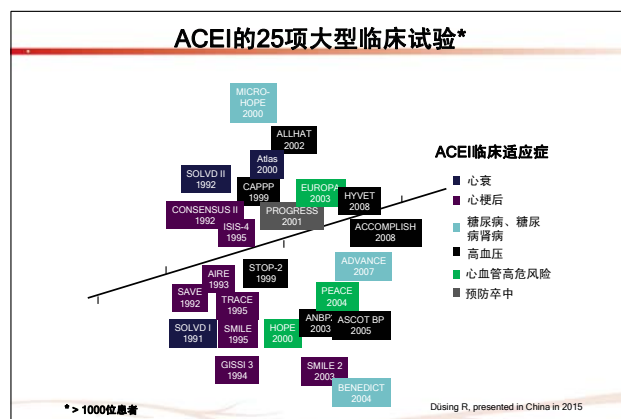 ACEI的25项大型临床试验*
MICRO-
HOPE
2000
ALLHAT
2002
Atlas
2000
SOLVD II
1992
CAPPP
1999
EUROPA
2003
HYVET
2008
CONSENSUS II
1992
PROGRESS
2001
ISIS-4
1995
ACCOMPLISH
2008
ADVANCE
2007
AIRE
1993
STOP-2
1999
SAVE
1992
TRACE
1995
PEACE
2004
SOLVD I
1991
SMILE
1995
HOPE
2000
ANBP2
2003
ASCOT BP
2005
GISSI 3
1994
SMILE 2
2003
BENEDICT
2004
ACEI临床适应症
心衰
心梗后
糖尿病、糖尿
病肾病
高血压
心血管高危风险
预防卒中
*＞1000位患者
Düsing R, presented in China in 2015